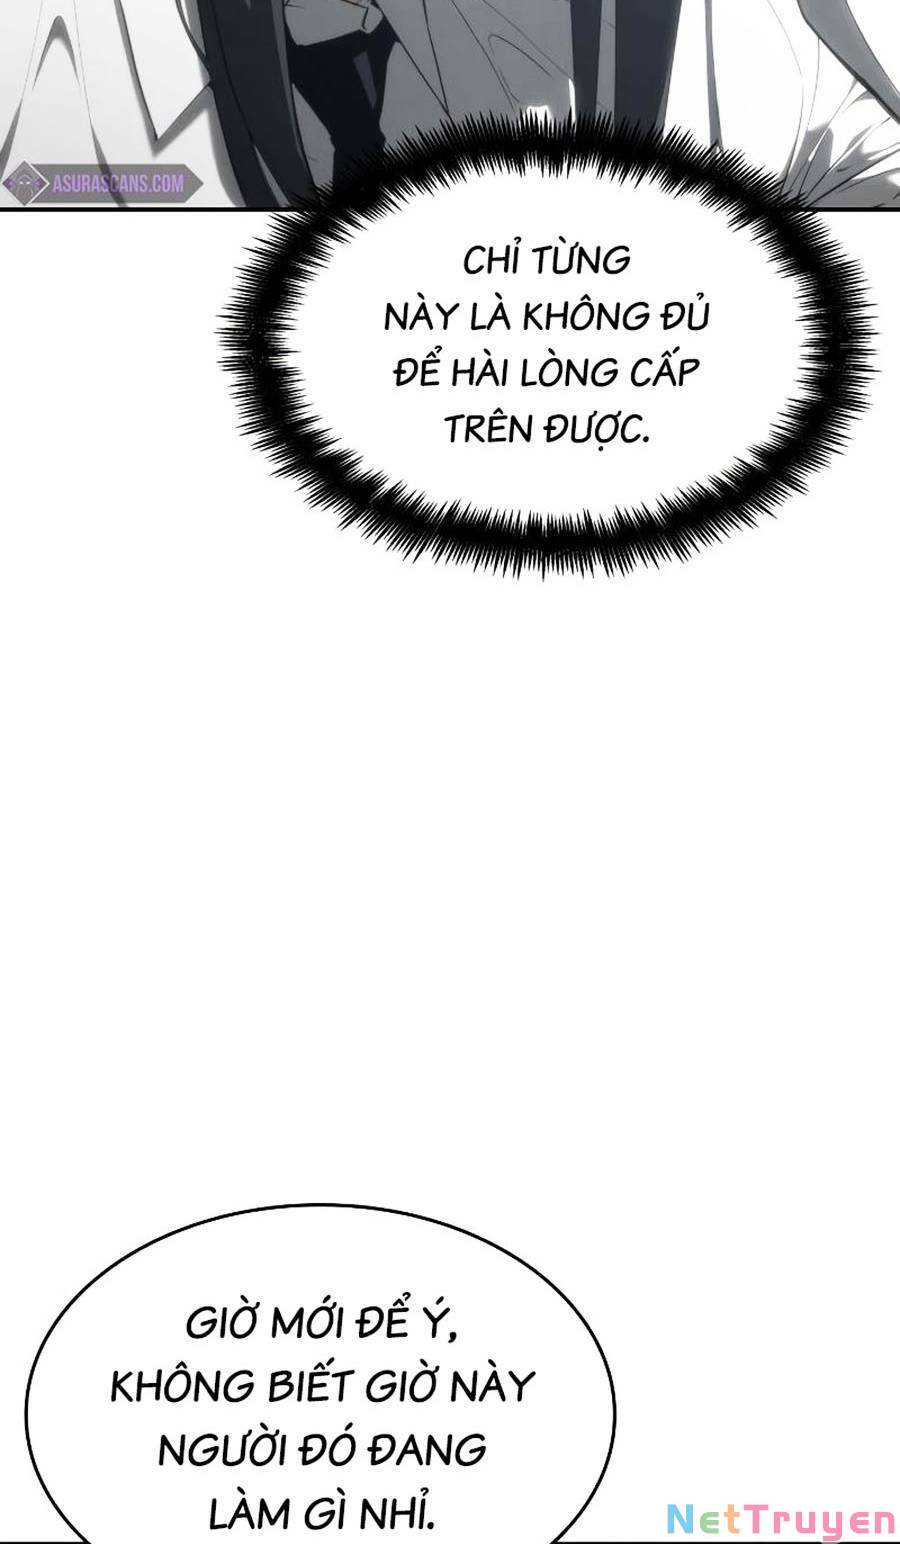 ASURASCANS.COM
CHỈ TỪNG
NÀY LÀ KHÔNG ĐỦ
ĐỂ HÀI LÒNG CẤP
TRÊN ĐƯỢC.
GIỜ MỚI ĐỂ Ý,
KHÔNG BIẾT GIỜ NÀY
NGƯỜI ĐÓ ĐANG
LÀM GÌ NHỈ.
NetTruyen